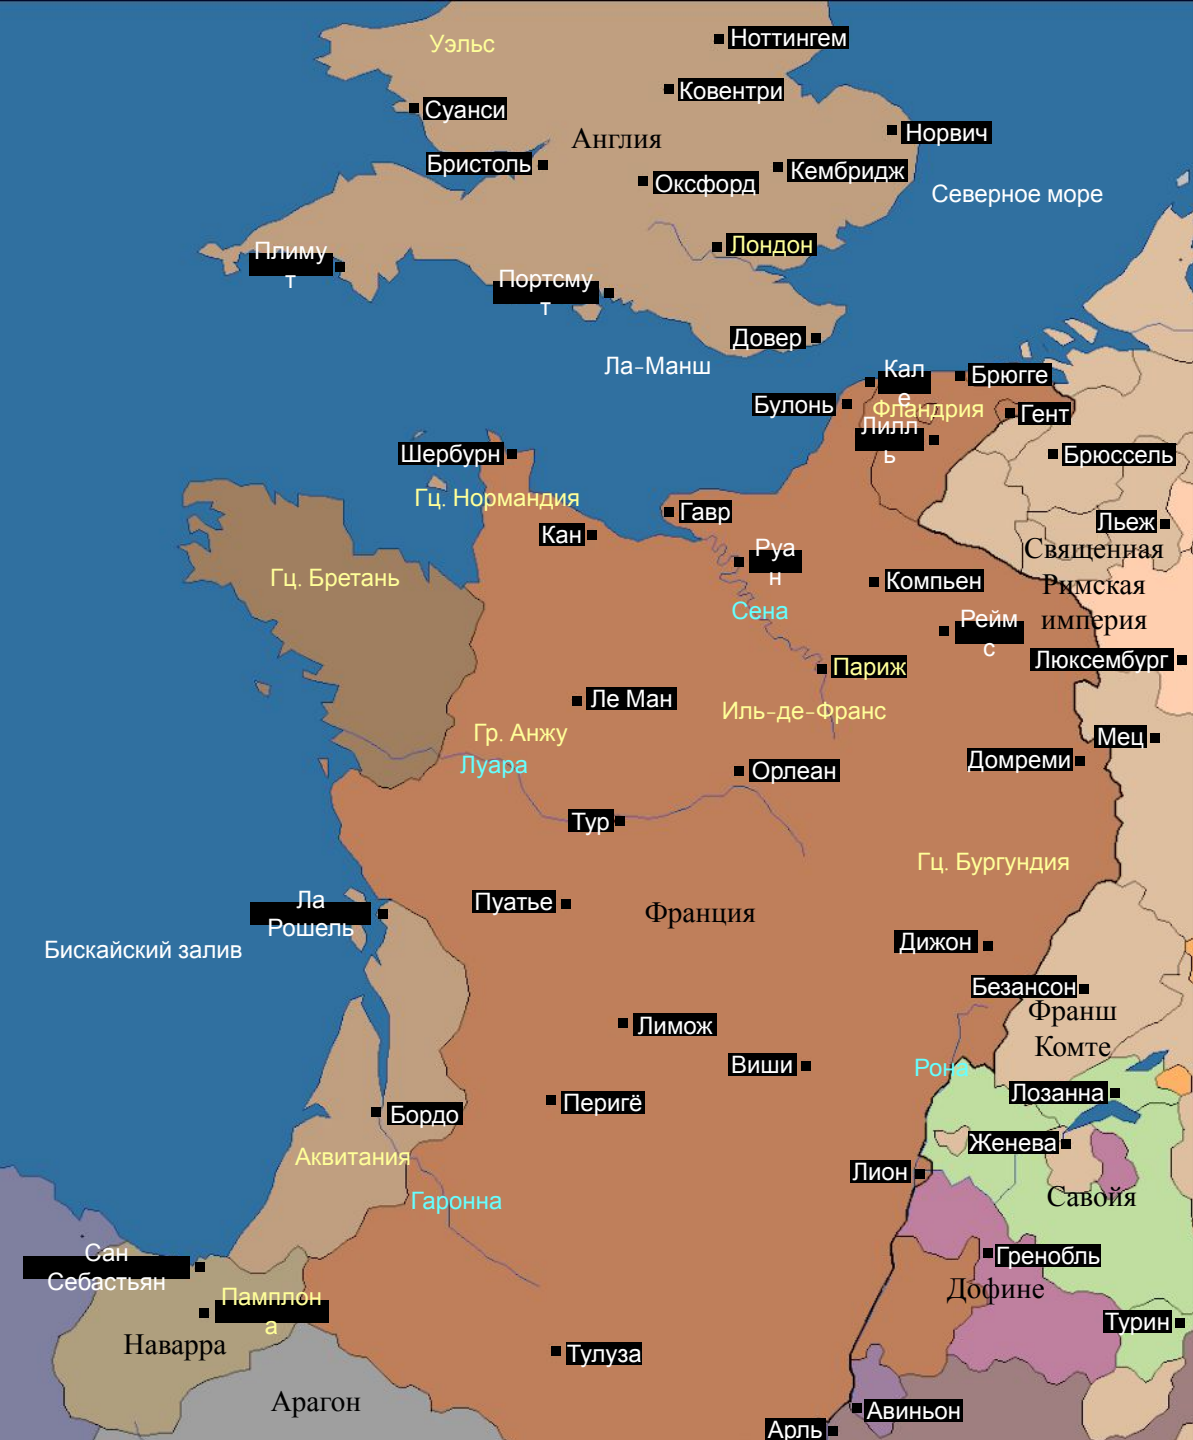 Уэльс
Ноттингем
Ковентри
Суанси
Англия
Норвич
Бристоль
Оксфорд
Кембридж
Северное море
Лондон
Плиму
т
Портсму
т
Довер
Ла-Манш
Кал
е
Брюгге
Булонь
Фландрия
Гент
Лилл
ь
Шербурн
Брюссель
Гц. Нормандия
Гавр
Льеж
Кан
Руа
н
Священная
Римская
империя
Гц. Бретань
Компьен
Сена
Рейм
с
Париж
Люксембург
Ле Ман
Иль-де-Франс
Гр. Анжу
Мец
Луара
Орлеан
Домреми
Тур
Гц. Бургундия
Ла
Рошель
Пуатье
Франция
Бискайский залив
Дижон
Безансон
Франш
Комте
Лимож
Виши
Рона
Лозанна
Перигё
Бордо
Женева
Аквитания
Лион
Гаронна
Савойя
Сан
Себастьян
Гренобль
Дофине
Памплон
а
Турин
Наварра
Тулуза
Арагон
Авиньон
Арль